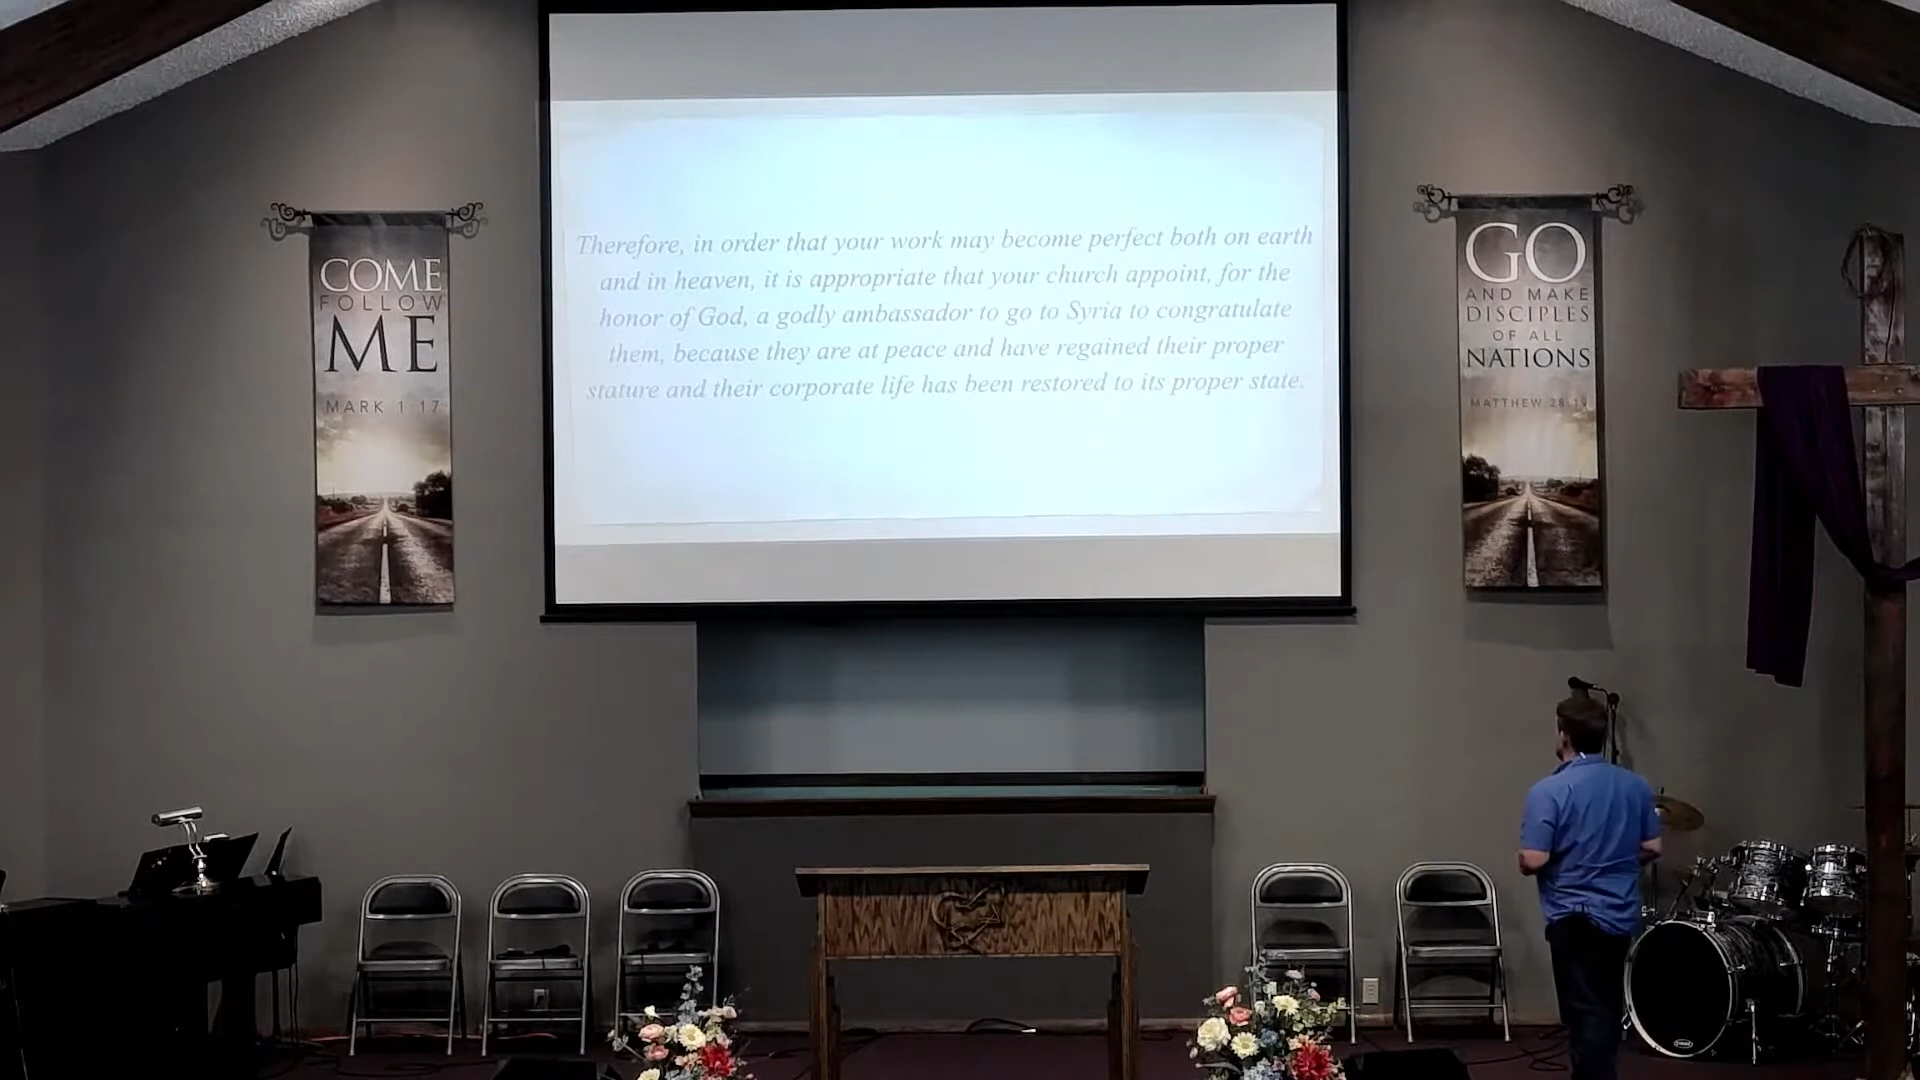 Therefore, in order that your work may become perfect both on earth
and in heaven, it is appropriate that your church appoint, for the
honor of God, a godly ambassador to go to Syria to congratulate
them, because they are at peace and have regained their proper
stature and their corporate life has been restored to its proper state.
COME
FOLLOW
ME
MARK 1:17
GO
AND MAKE
DISCIPLES
OF ALL
NATIONS
MATTHEW 28:19